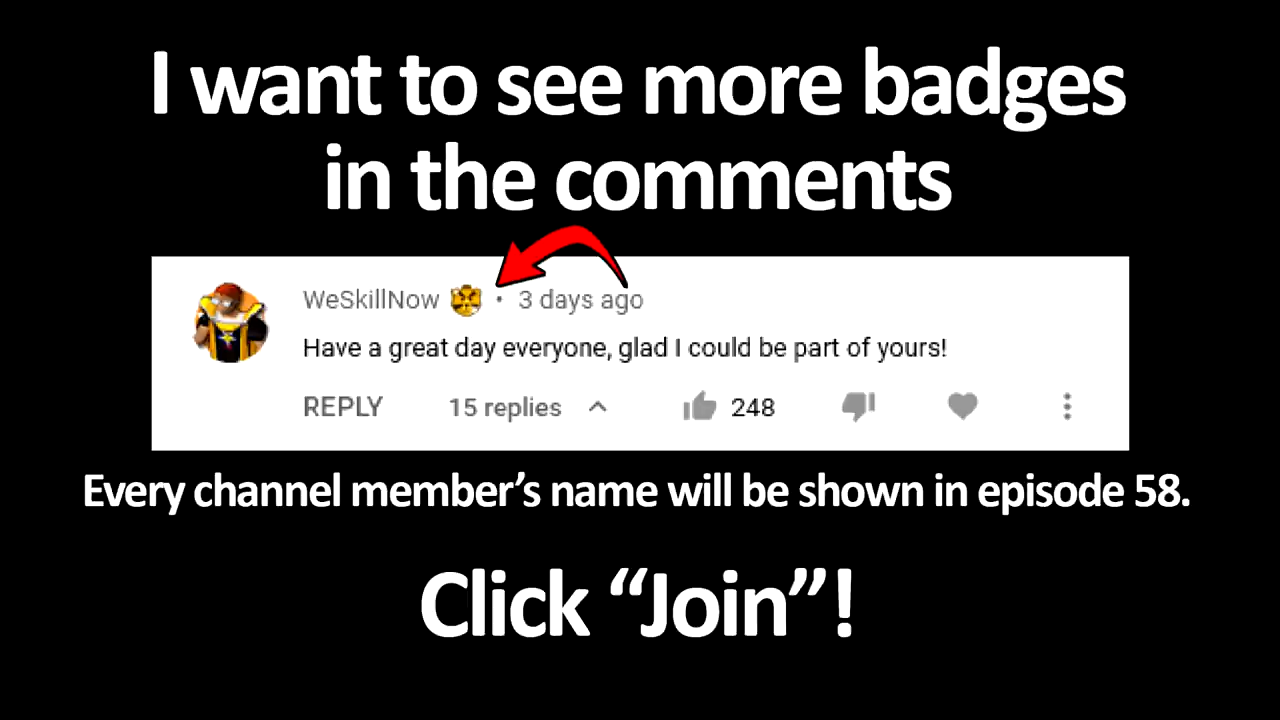 I want to see more badges
in the comments
WeSkillNow • 3 days ago
Have a great day everyone, glad I could be part of yours!
REPLY 15 replies 248
Every channel member’s name will be shown in episode 58.
Click “Join”!